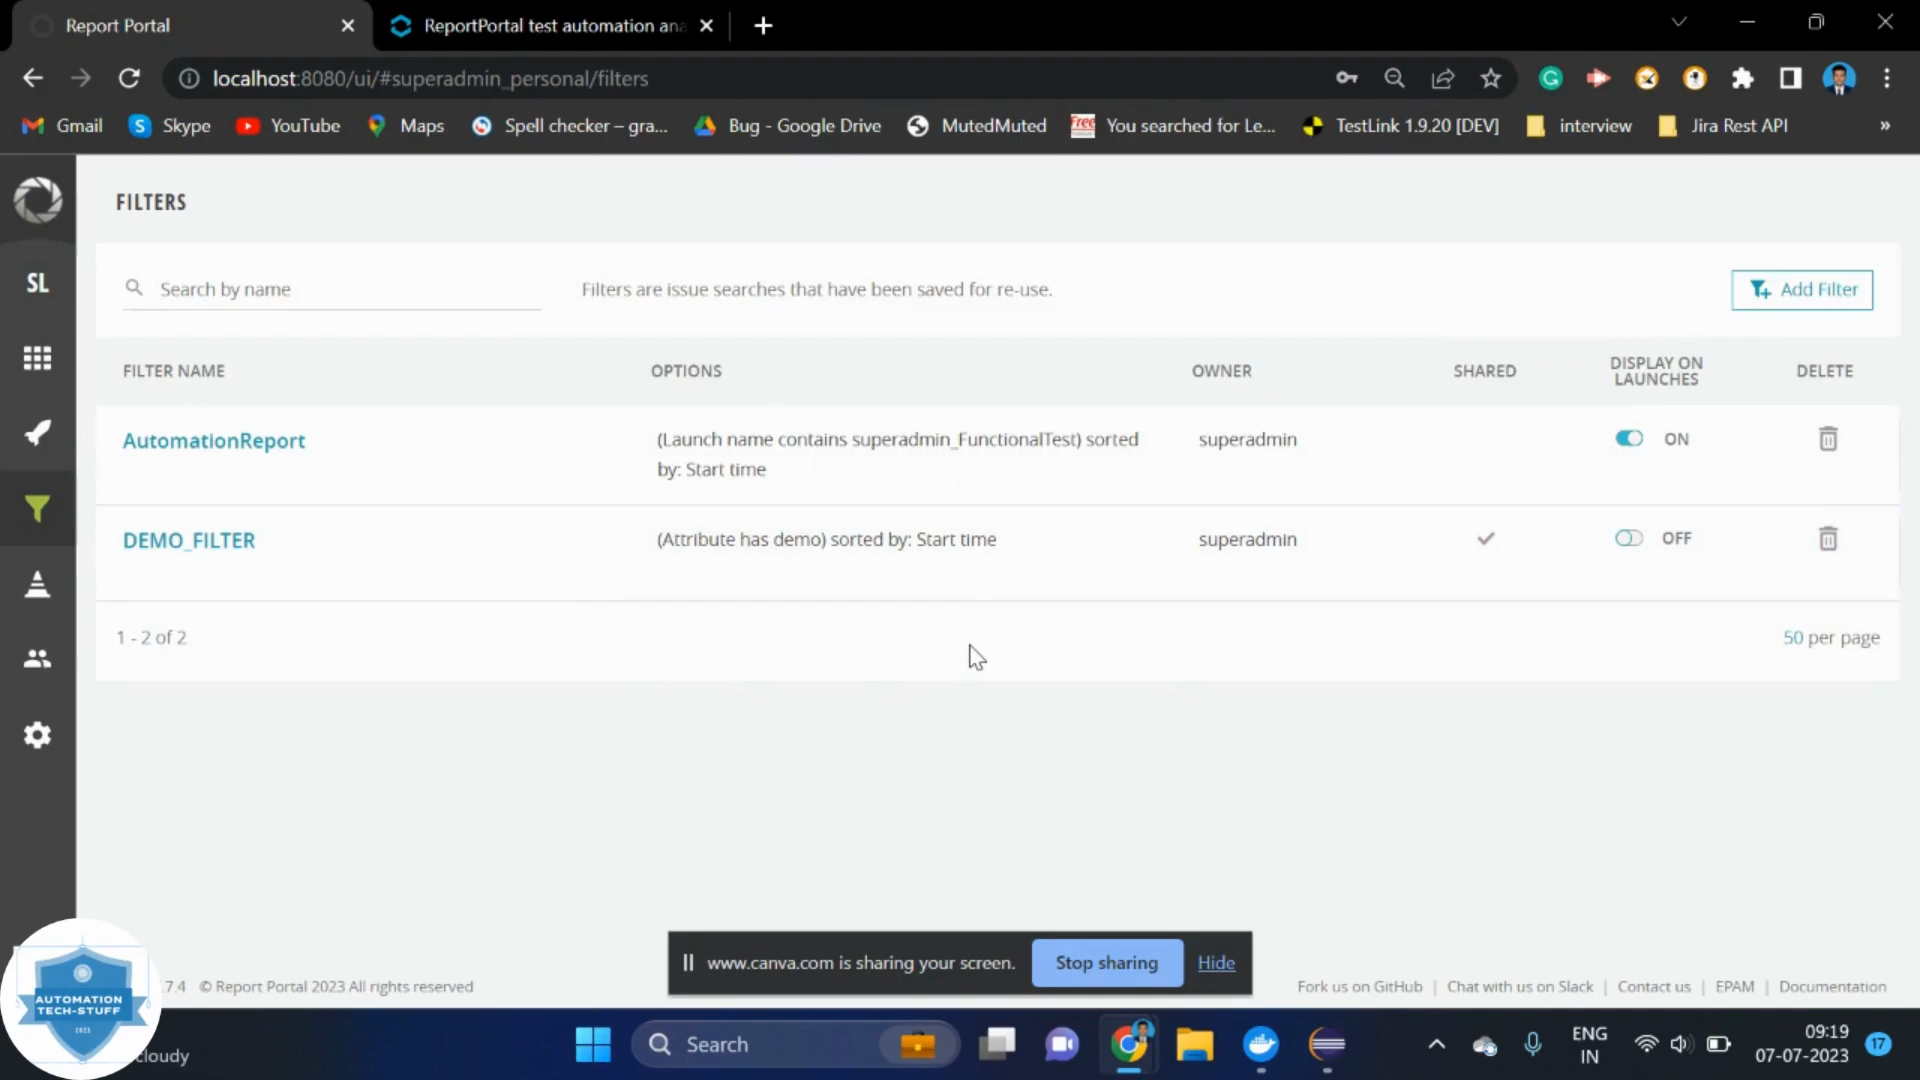 Report Portal
ReportPortal test automation ana
localhost:8080/ui/#superadmin_personal/filters
Gmail
Skype
YouTube
Maps
Spell checker – gra...
Bug - Google Drive
MutedMuted
Free
You searched for Le...
TestLink 1.9.20 [DEV]
interview
Jira Rest API
»
FILTERS
SL
Search by name
Filters are issue searches that have been saved for re-use.
Add Filter
FILTER NAME
OPTIONS
OWNER
SHARED
DISPLAY ON
LAUNCHES
DELETE
AutomationReport
(Launch name contains superadmin_FunctionalTest) sorted
by: Start time
superadmin
ON
DEMO_FILTER
(Attribute has demo) sorted by: Start time
superadmin
OFF
1 - 2 of 2
50 per page
www.canva.com is sharing your screen.
Stop sharing
Hide
.7.4
© Report Portal 2023 All rights reserved
Fork us on GitHub | Chat with us on Slack | Contact us | EPAM | Documentation
AUTOMATION
TECH-STUFF
2023
cloudy
Search
ENG
IN
09:19
07-07-2023
17